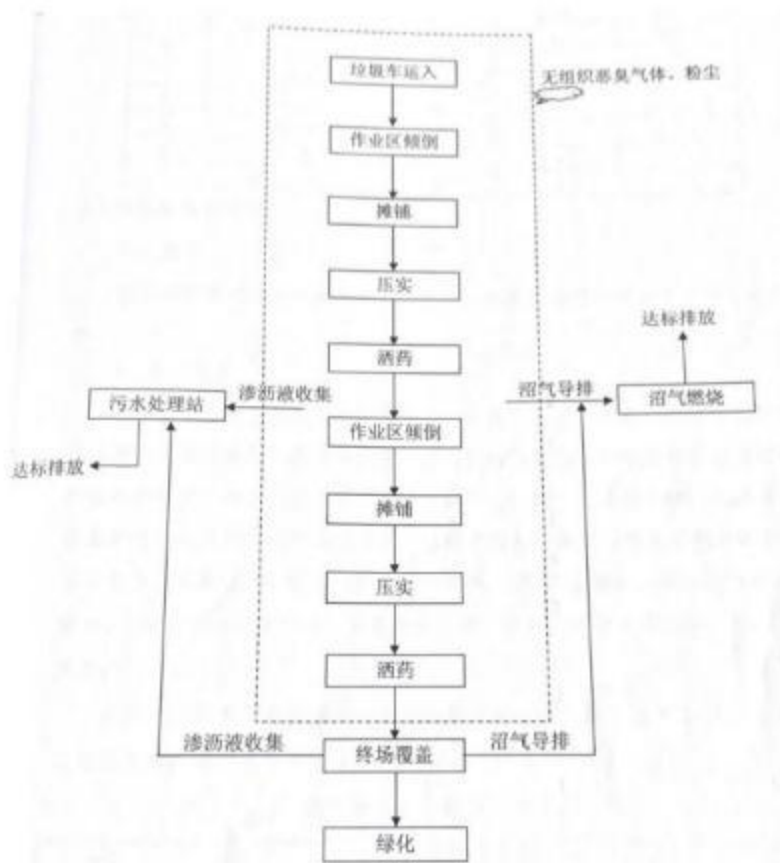 垃圾车运入
无组织恶臭气体、粉尘
作业区倾倒
摊铺
压实
达标排放
洒药
渗沥液收集
沼气导排
污水处理站
沼气燃烧
作业区倾倒
达标排放
摊铺
压实
洒药
渗沥液收集
终场覆盖
沼气导排
绿化